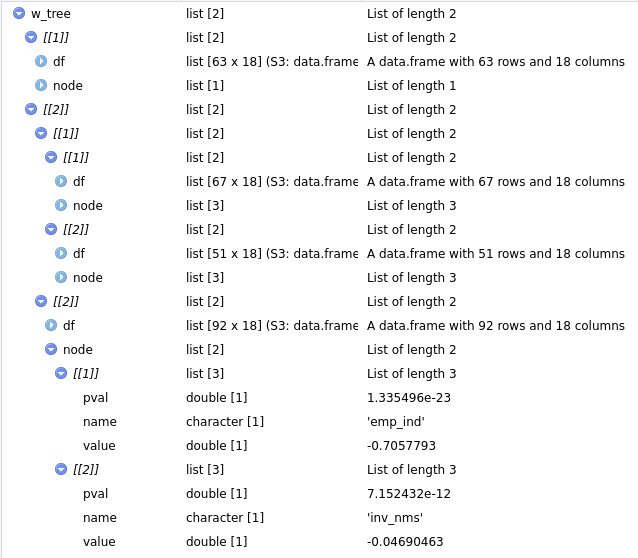 w_tree list [2] List of length 2
[[1]] list [2] List of length 2
df list [63 x 18] (S3: data.frame A data.frame with 63 rows and 18 columns
node list [1] List of length 1
[[2]] list [2] List of length 2
[[1]] list [2] List of length 2
[[1]] list [2] List of length 2
df list [67 x 18] (S3: data.frame A data.frame with 67 rows and 18 columns
node list [3] List of length 3
[[2]] list [2] List of length 2
df list [51 x 18] (S3: data.frame A data.frame with 51 rows and 18 columns
node list [3] List of length 3
[[2]] list [2] List of length 2
df list [92 x 18] (S3: data.frame A data.frame with 92 rows and 18 columns
node list [2] List of length 2
[[1]] list [3] List of length 3
pval double [1] 1.335496e-23
name character [1] 'emp_ind'
value double [1] -0.7057793
[[2]] list [3] List of length 3
pval double [1] 7.152432e-12
name character [1] 'inv_nms'
value double [1] -0.04690463